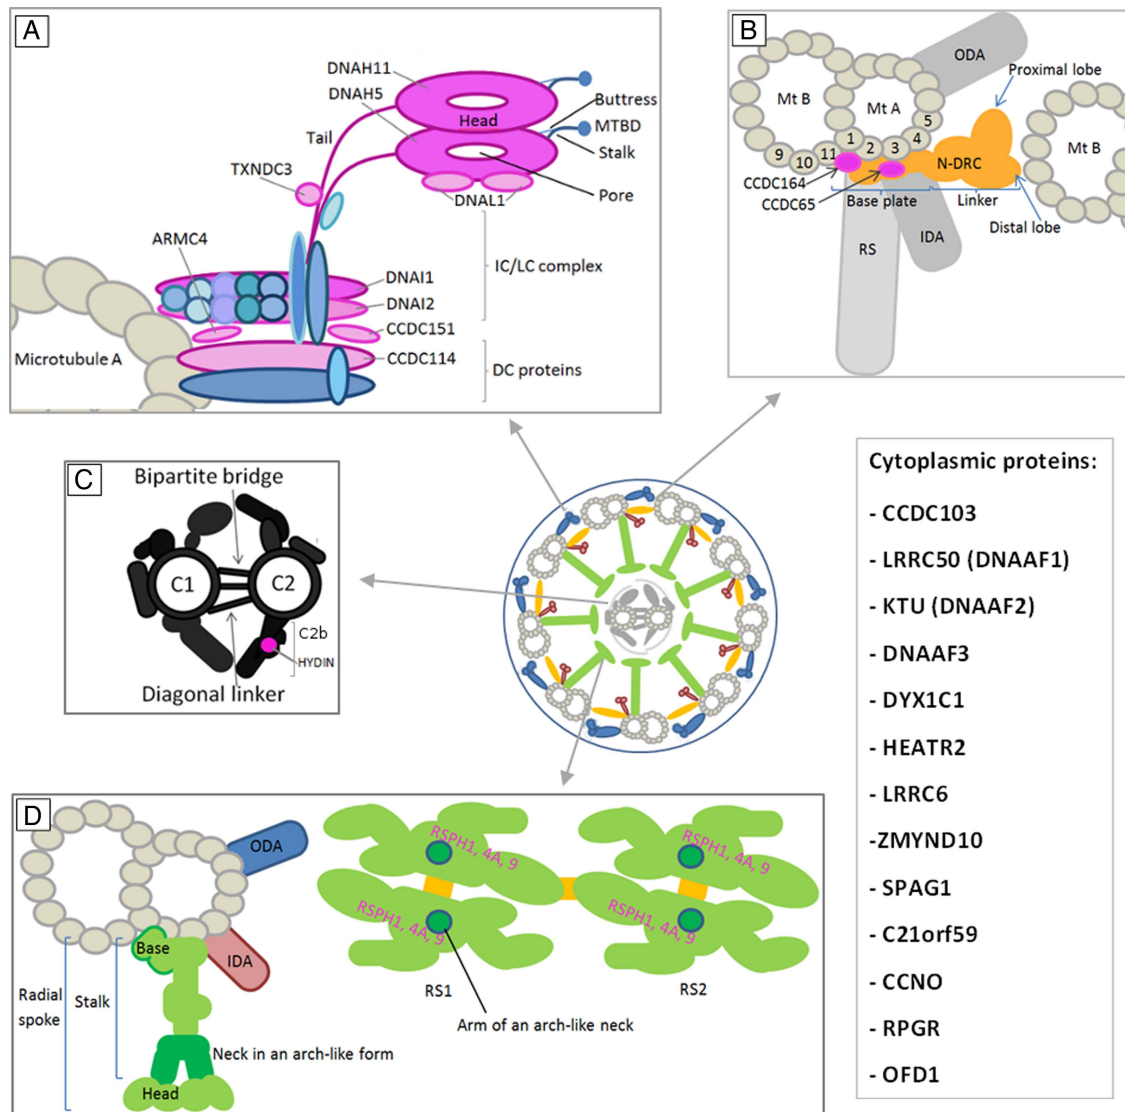 A
DNAH11
DNAH5
Head
Buttress
MTBD
Tail
Stalk
TXNDC3
Pore
DNAL1
ARMC4
IC/LC complex
DNAI1
DNAI2
CCDC151
Microtubule A
CCDC114
DC proteins
B
ODA
Proximal lobe
Mt B
Mt A
5
1
2
3
4
Mt B
9
10
11
N-DRC
CCDC164
CCDC65
Base plate
Linker
Distal lobe
RS
IDA
C
Bipartite bridge
C1
C2
C2b
HYDIN
Diagonal linker
Cytoplasmic proteins:
- CCDC103
- LRRC50 (DNAAF1)
- KTU (DNAAF2)
- DNAAF3
- DYX1C1
- HEATR2
- LRRC6
-ZMYND10
- SPAG1
- C21orf59
- CCNO
- RPGR
- OFD1
D
ODA
Base
IDA
Radial
spoke
Stalk
Neck in an arch-like form
Head
RSPH1, 4A, 9
RSPH1, 4A, 9
RSPH1, 4A, 9
RSPH1, 4A, 9
RS1
RS2
Arm of an arch-like neck